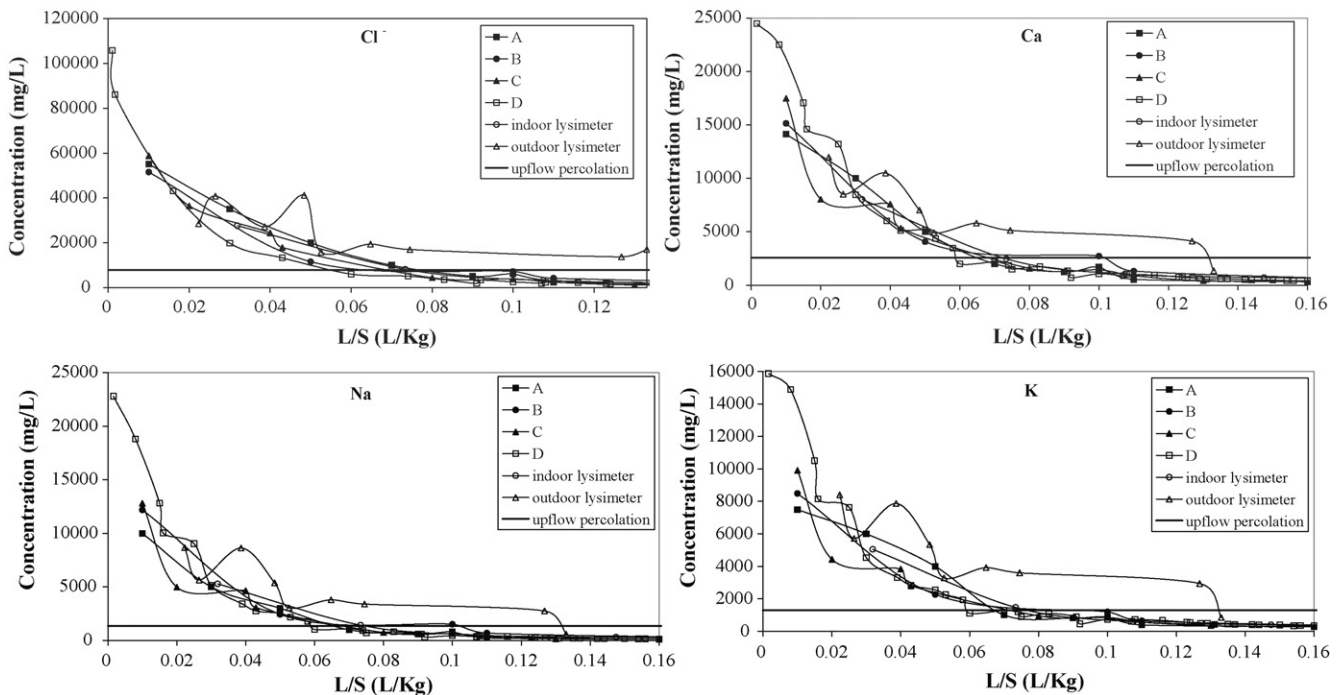 Cl -
Concentration (mg/L)
120000
100000
80000
60000
40000
20000
0
0 0.02 0.04 0.06 0.08 0.1 0.12
L/S (L/Kg)
A
B
C
D
indoor lysimeter
outdoor lysimeter
upflow percolation
Ca
Concentration (mg/L)
25000
20000
15000
10000
5000
0
0 0.02 0.04 0.06 0.08 0.1 0.12 0.14 0.16
L/S (L/Kg)
A
B
C
D
indoor lysimeter
outdoor lysimeter
upflow percolation
Na
Concentration (mg/L)
25000
20000
15000
10000
5000
0
0 0.02 0.04 0.06 0.08 0.1 0.12 0.14 0.16
L/S (L/Kg)
A
B
C
D
indoor lysimeter
outdoor lysimeter
upflow percolation
K
Concentration (mg/L)
16000
14000
12000
10000
8000
6000
4000
2000
0
0 0.02 0.04 0.06 0.08 0.1 0.12 0.14 0.16
L/S (L/Kg)
A
B
C
D
indoor lysimeter
outdoor lysimeter
upflow percolation